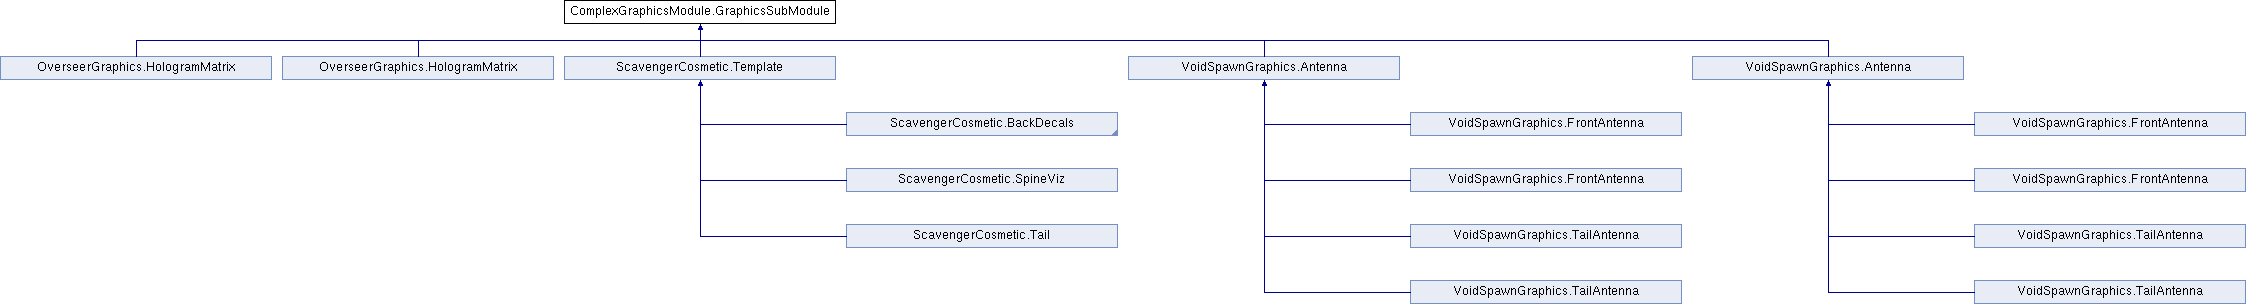 ComplexGraphicsModule.GraphicsSubModule
OverseerGraphics.HologramMatrix
OverseerGraphics.HologramMatrix
ScavengerCosmetic.Template
VoidSpawnGraphics.Antenna
VoidSpawnGraphics.Antenna
ScavengerCosmetic.BackDecals
VoidSpawnGraphics.FrontAntenna
VoidSpawnGraphics.FrontAntenna
ScavengerCosmetic.SpineViz
VoidSpawnGraphics.FrontAntenna
VoidSpawnGraphics.FrontAntenna
ScavengerCosmetic.Tail
VoidSpawnGraphics.TailAntenna
VoidSpawnGraphics.TailAntenna
VoidSpawnGraphics.TailAntenna
VoidSpawnGraphics.TailAntenna